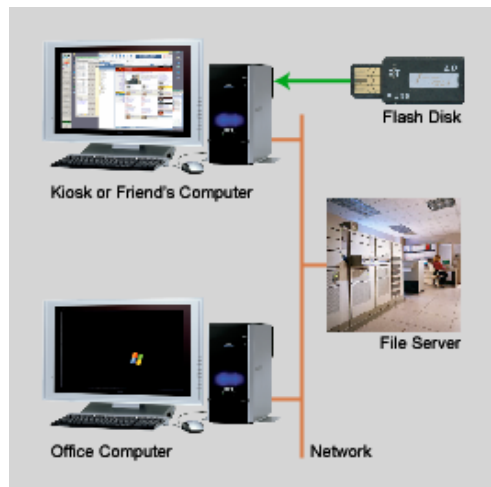 Flash Disk
Kiosk or Friend's Computer
File Server
Office Computer
Network